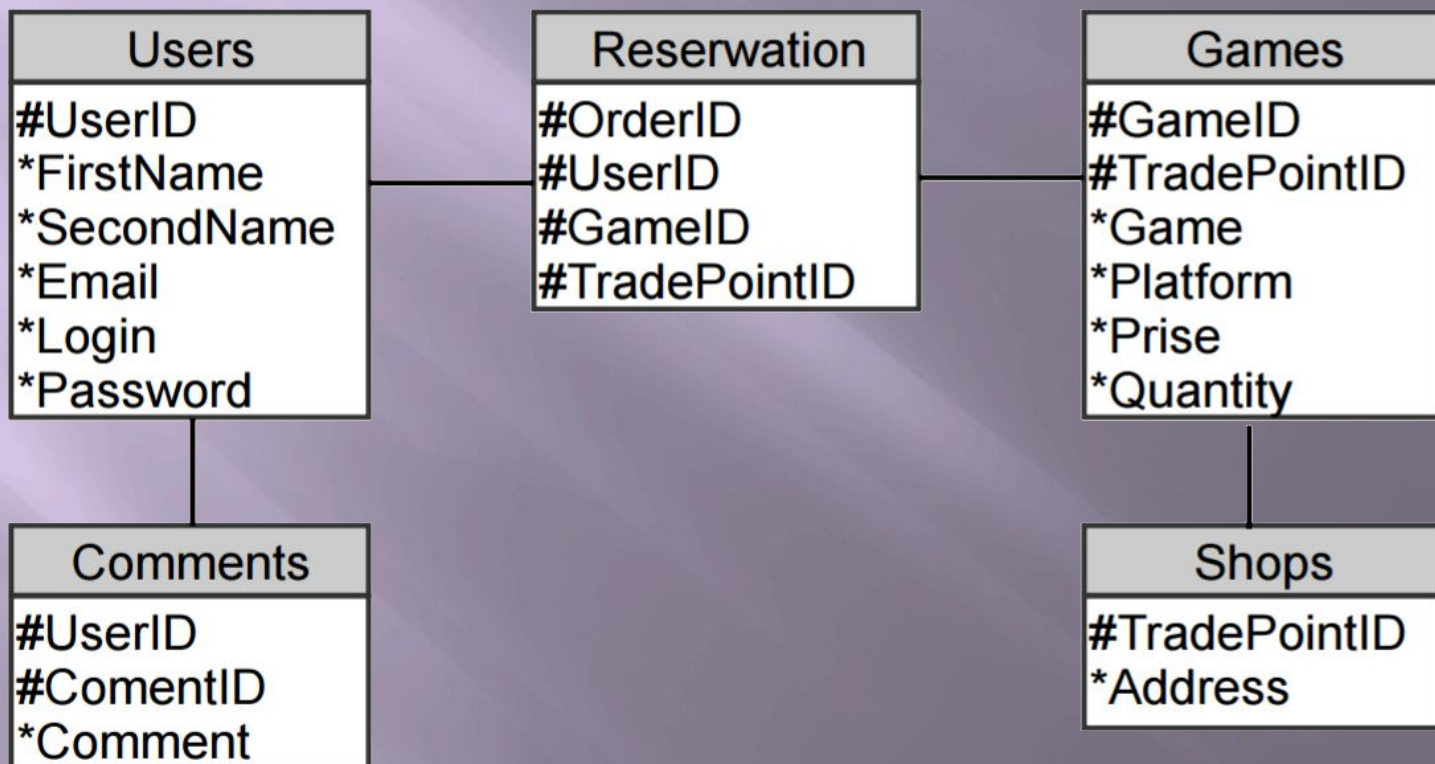 Users
#UserID
*FirstName
*SecondName
*Email
*Login
*Password
Reserwation
#OrderID
#UserID
#GameID
#TradePointID
Games
#GameID
#TradePointID
*Game
*Platform
*Prise
*Quantity
Comments
#UserID
#ComentID
*Comment
Shops
#TradePointID
*Address